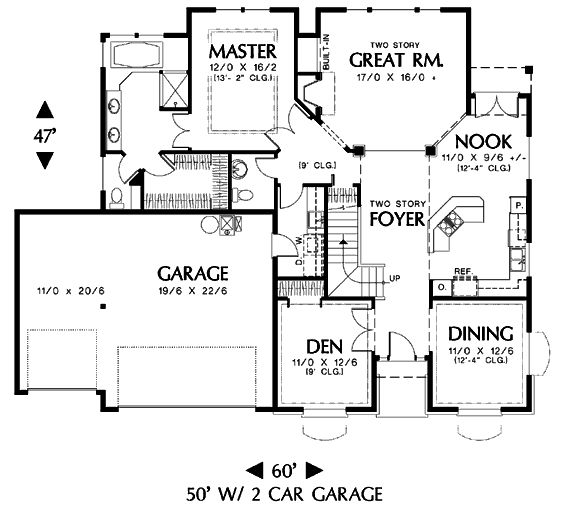 MASTER
12/0 X 16/2
(13'- 2" CLG.)
BUILT-IN
TWO STORY
GREAT RM.
17/0 X 16/0 +
47'
NOOK
11/0 X 9/6 +/-
(12'-4" CLG.)
(9' CLG.)
TWO STORY
FOYER
P.
D. W.
GARAGE
11/0 x 20/6
19/6 X 22/6
UP
REF.
O.
DEN
11/0 X 12/6
(9' CLG.)
DINING
11/0 X 12/6
(12'-4" CLG.)
60'
50' W/ 2 CAR GARAGE